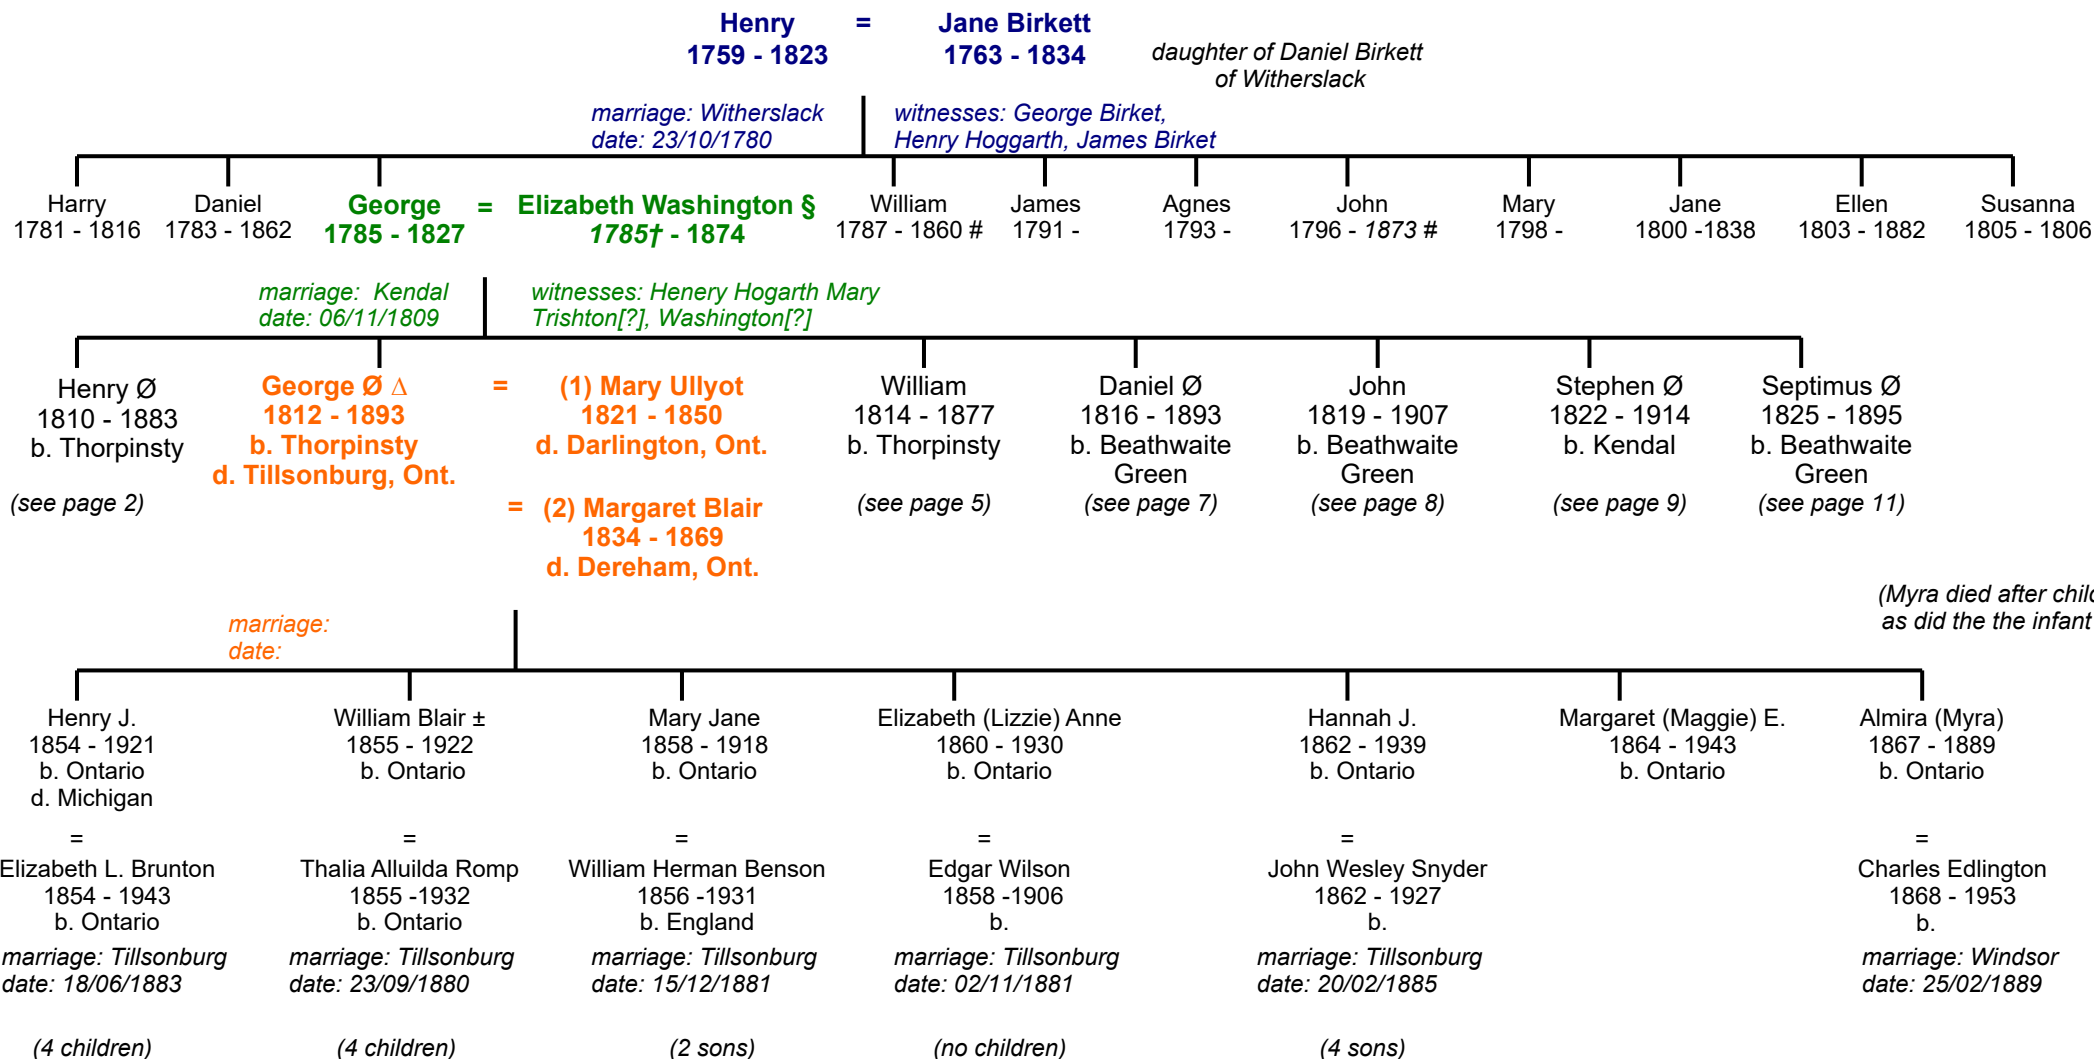 Henry = Jane Birkett
1759 - 1823 1763 - 1834
daughter of Daniel Birkett
of Witherslack
marriage: Witherslack
date: 23/10/1780
witnesses: George Birket,
Henry Hoggarth, James Birket
Harry
1781 - 1816
Daniel
1783 - 1862
George = Elizabeth Washington §
1785 - 1827 1785† - 1874
William
1787 - 1860 #
James
1791 -
Agnes
1793 -
John
1796 - 1873 #
Mary
1798 -
Jane
1800 -1838
Ellen
1803 - 1882
Susanna
1805 - 1806
marriage: Kendal
date: 06/11/1809
witnesses: Henery Hogarth Mary
Trishton[?], Washington[?]
Henry Ø
1810 - 1883
b. Thorpinsty
(see page 2)
George Ø ∆
1812 - 1893
b. Thorpinsty
d. Tillsonburg, Ont.
= (1) Mary Ullyot
1821 - 1850
d. Darlington, Ont.
= (2) Margaret Blair
1834 - 1869
d. Dereham, Ont.
William
1814 - 1877
b. Thorpinsty
(see page 5)
Daniel Ø
1816 - 1893
b. Beathwaite
Green
(see page 7)
John
1819 - 1907
b. Beathwaite
Green
(see page 8)
Stephen Ø
1822 - 1914
b. Kendal
(see page 9)
Septimus Ø
1825 - 1895
b. Beathwaite
Green
(see page 11)
(Myra died after chil
as did the the infant
marriage:
date:
Henry J.
1854 - 1921
b. Ontario
d. Michigan
=
Elizabeth L. Brunton
1854 - 1943
b. Ontario
marriage: Tillsonburg
date: 18/06/1883
(4 children)
William Blair ±
1855 - 1922
b. Ontario
=
Thalia Alluilda Romp
1855 -1932
b. Ontario
marriage: Tillsonburg
date: 23/09/1880
(4 children)
Mary Jane
1858 - 1918
b. Ontario
=
William Herman Benson
1856 -1931
b. England
marriage: Tillsonburg
date: 15/12/1881
(2 sons)
Elizabeth (Lizzie) Anne
1860 - 1930
b. Ontario
=
Edgar Wilson
1858 -1906
b.
marriage: Tillsonburg
date: 02/11/1881
(no children)
Hannah J.
1862 - 1939
b. Ontario
=
John Wesley Snyder
1862 - 1927
b.
marriage: Tillsonburg
date: 20/02/1885
(4 sons)
Margaret (Maggie) E.
1864 - 1943
b. Ontario
Almira (Myra)
1867 - 1889
b. Ontario
=
Charles Edlington
1868 - 1953
b.
marriage: Windsor
date: 25/02/1889